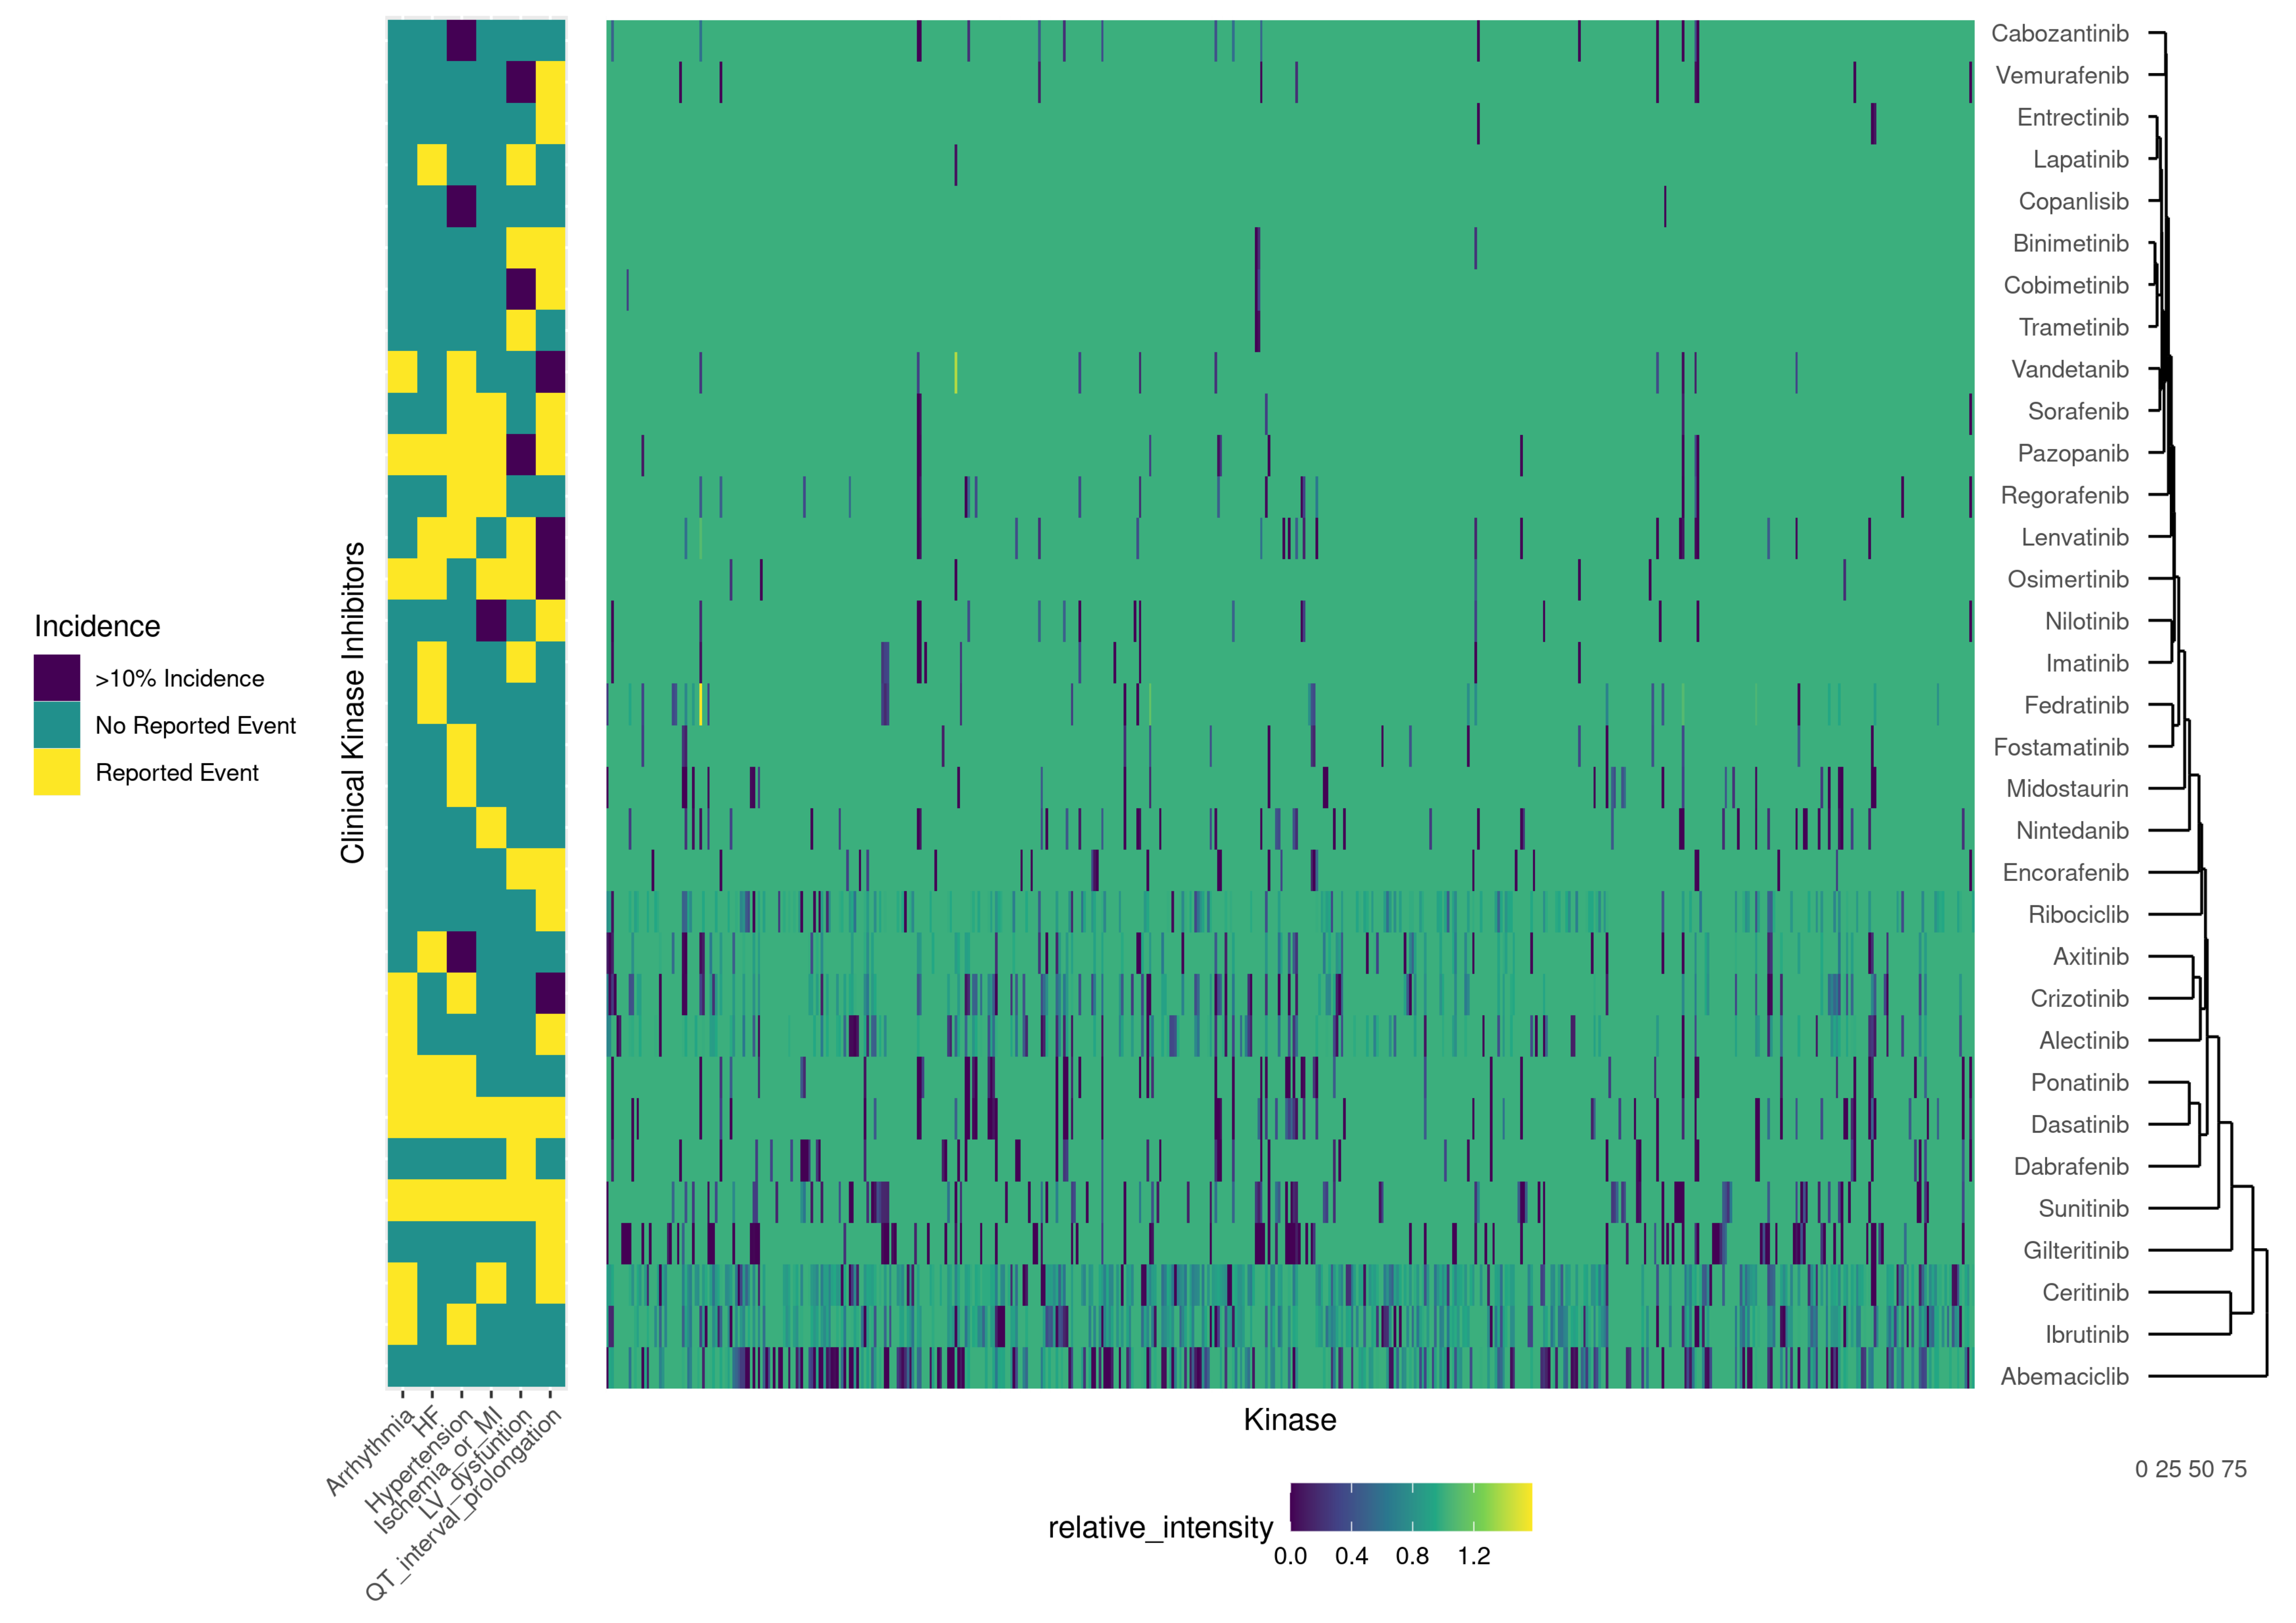 Incidence
>10% Incidence
No Reported Event
Reported Event
Clinical Kinase Inhibitors
Arrhythmia
HF
Hypertension
Ischemia_or_MI
LV_dysfuntion
QT_interval_prolongation
Cabozantinib
Vemurafenib
Entrectinib
Lapatinib
Copanlisib
Binimetinib
Cobimetinib
Trametinib
Vandetanib
Sorafenib
Pazopanib
Regorafenib
Lenvatinib
Osimertinib
Nilotinib
Imatinib
Fedratinib
Fostamatinib
Midostaurin
Nintedanib
Encorafenib
Ribociclib
Axitinib
Crizotinib
Alectinib
Ponatinib
Dasatinib
Dabrafenib
Sunitinib
Gilteritinib
Ceritinib
Ibrutinib
Abemaciclib
Kinase
0 25 50 75
relative_intensity
0.0 0.4 0.8 1.2